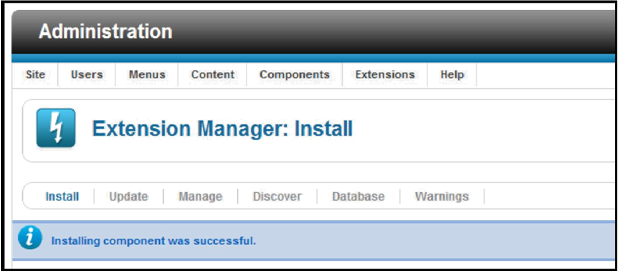 Administration
Site Users Menus Content Components Extensions Help
Extension Manager: Install
Install Update Manage Discover Database Warnings
Installing component was successful.